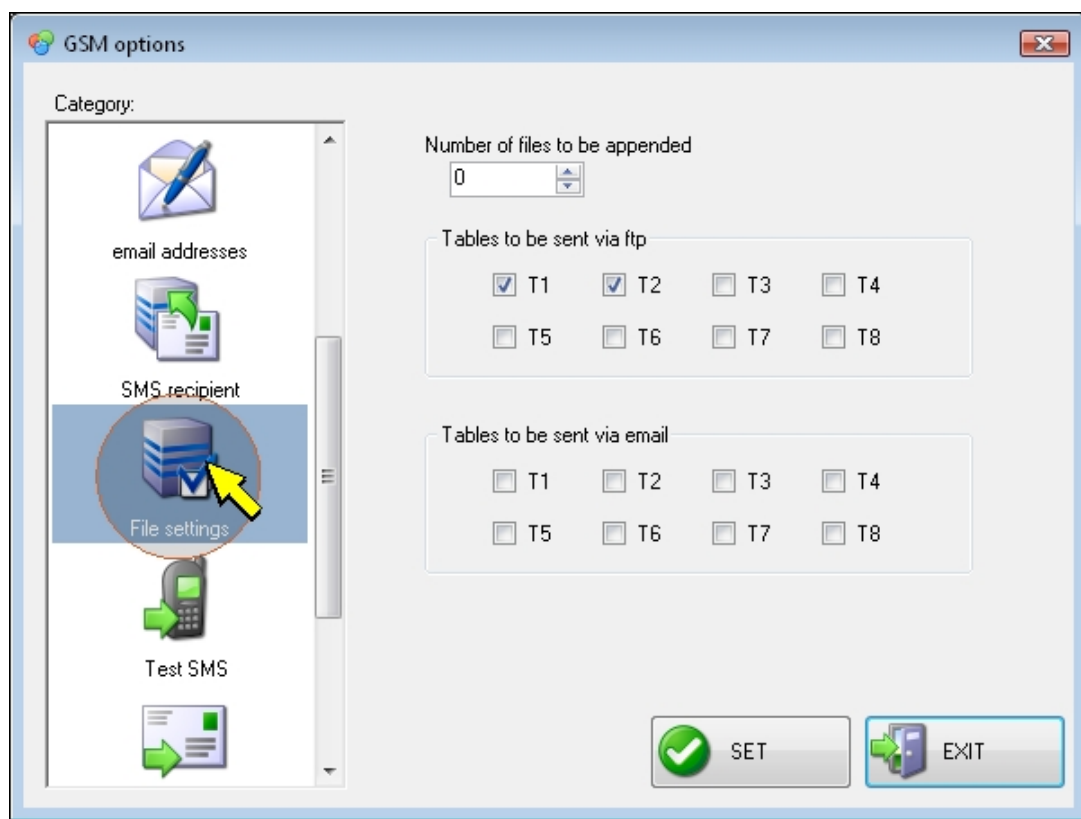 GSM options
Category:
email addresses
SMS recipient
File settings
Test SMS
Number of files to be appended
0
Tables to be sent via ftp
T1 T2 T3 T4
T5 T6 T7 T8
Tables to be sent via email
T1 T2 T3 T4
T5 T6 T7 T8
SET EXIT